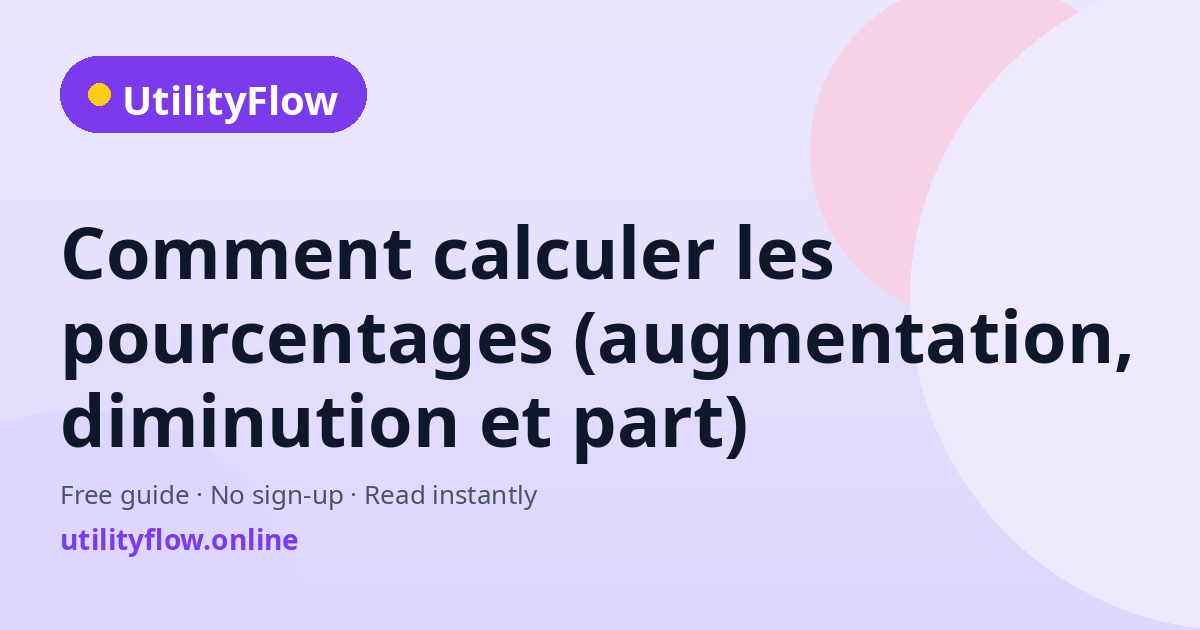 UtilityFlow
Comment calculer les
pourcentages (augmentation,
diminution et part)
Free guide · No sign-up · Read instantly
utilityflow.online